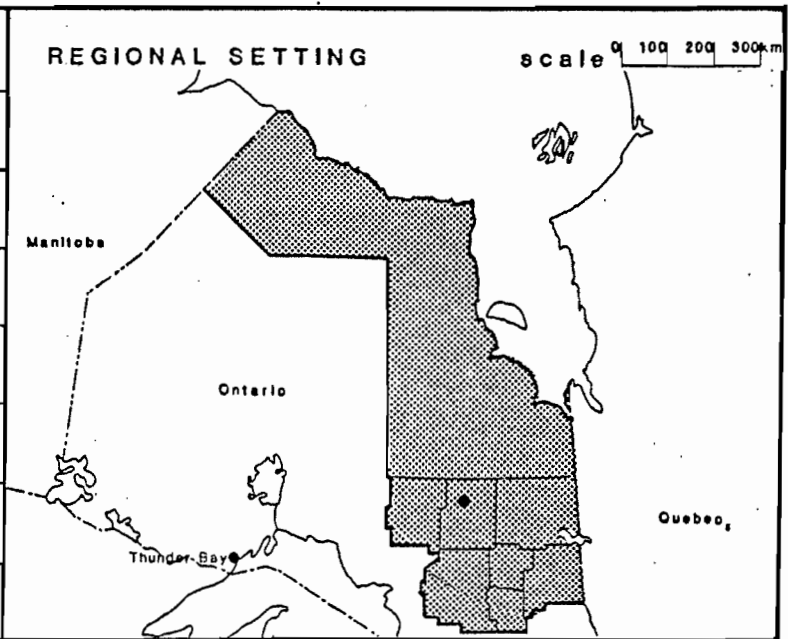 REGIONAL SETTING
scale 0 100 200 300km
Manitoba
Ontario
Quebec
Thunder Bay